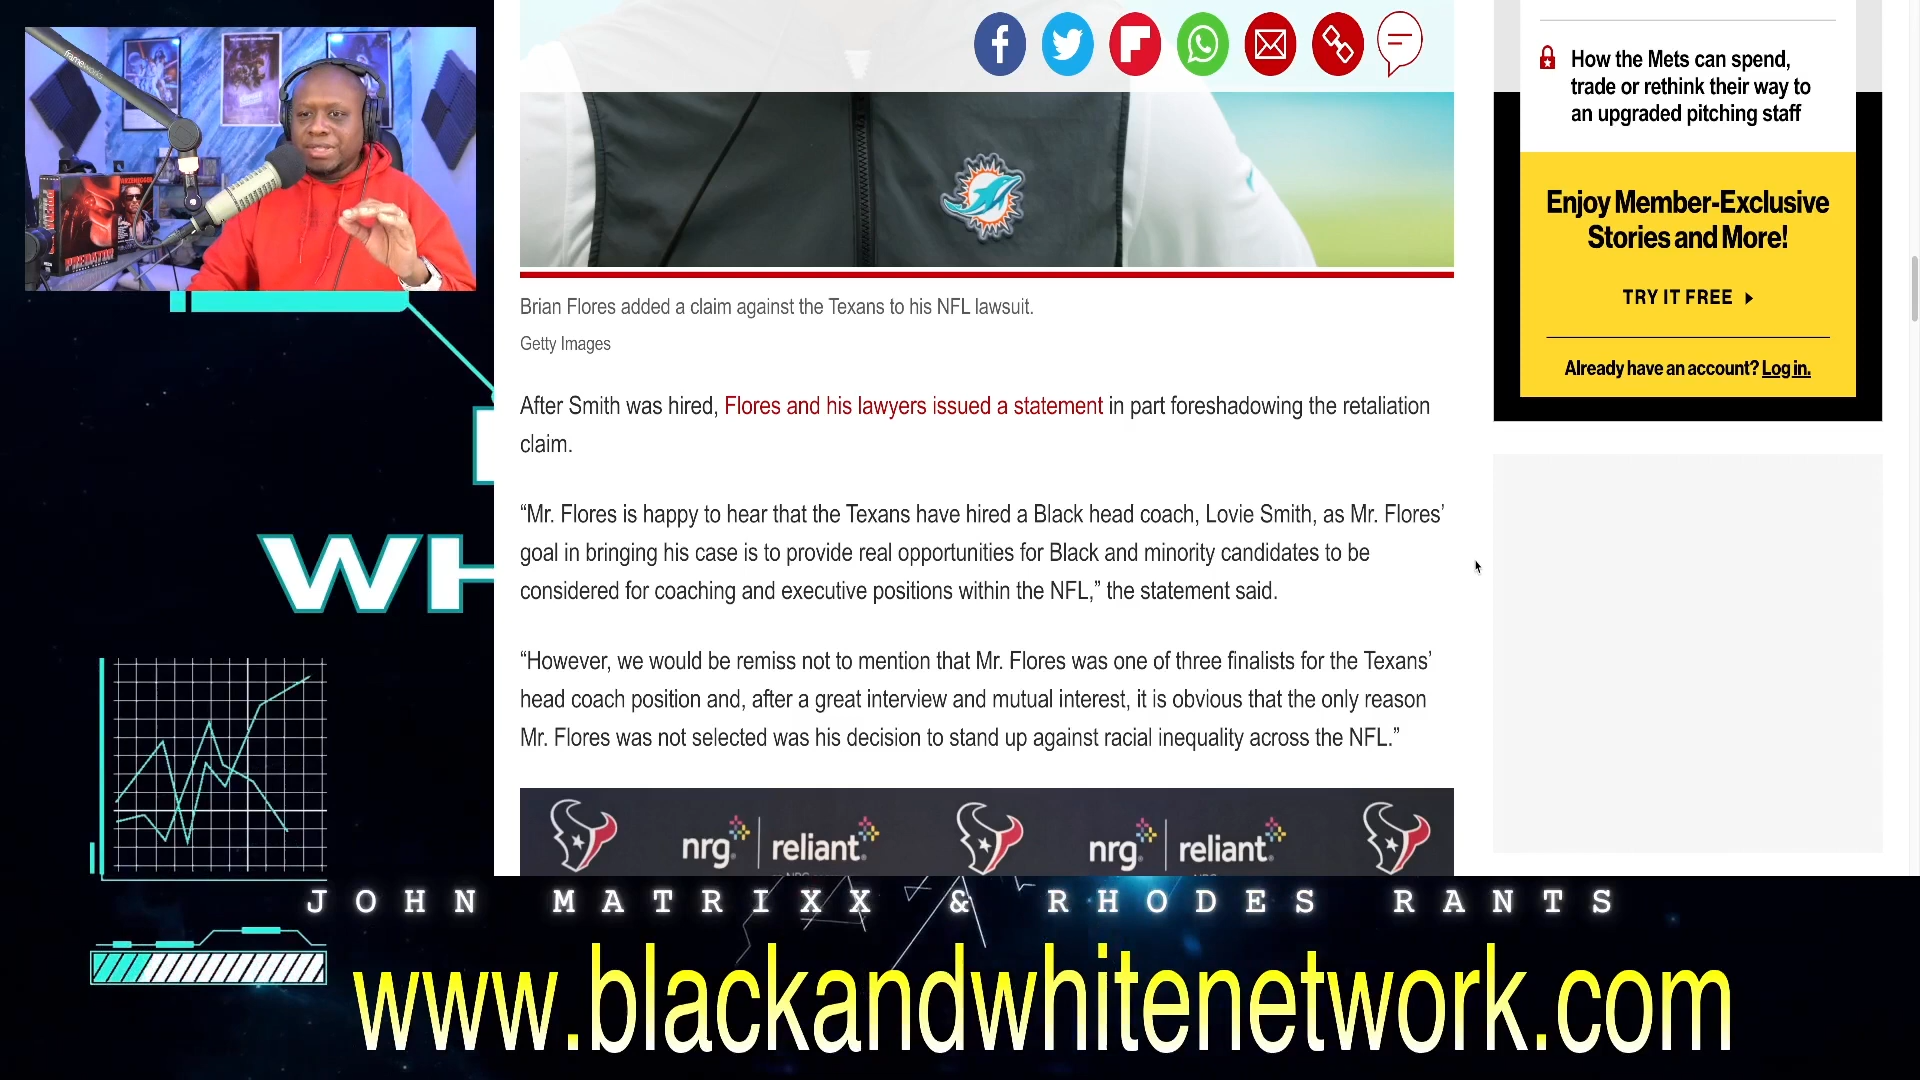 How the Mets can spend,
trade or rethink their way to
an upgraded pitching staff
Enjoy Member-Exclusive
Stories and More!
TRY IT FREE
Already have an account? Log in.
frameworks
PREDATOR
Brian Flores added a claim against the Texans to his NFL lawsuit.
Getty Images
After Smith was hired, Flores and his lawyers issued a statement in part foreshadowing the retaliation
claim.
“Mr. Flores is happy to hear that the Texans have hired a Black head coach, Lovie Smith, as Mr. Flores’
goal in bringing his case is to provide real opportunities for Black and minority candidates to be
considered for coaching and executive positions within the NFL,” the statement said.
“However, we would be remiss not to mention that Mr. Flores was one of three finalists for the Texans’
head coach position and, after a great interview and mutual interest, it is obvious that the only reason
Mr. Flores was not selected was his decision to stand up against racial inequality across the NFL.”
WH
nrg reliant nrg reliant
JOHN MATRIXX & RHODES RANTS
www.blackandwhitenetwork.com